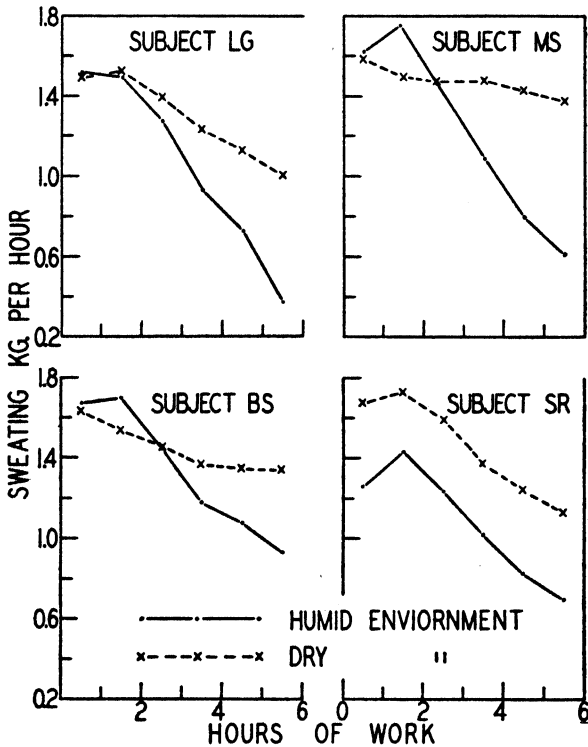 SWEATING KG. PER HOUR
1.8
1.4
1.0
0.6
0.2
SUBJECT LG
SUBJECT MS
1.8
1.4
1.0
0.6
0.2
SUBJECT BS
SUBJECT SR
HUMID ENVIORNMENT
DRY "
2 4 0 2 4 6
HOURS OF WORK